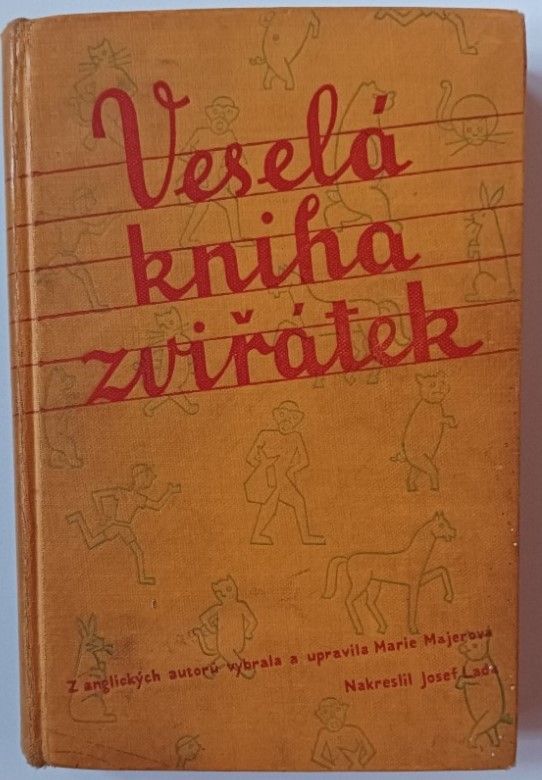 Veselá
kniha
zvířátek
Z anglických autorů vybrala a upravila Marie Majerová
Nakreslil Josef Lada